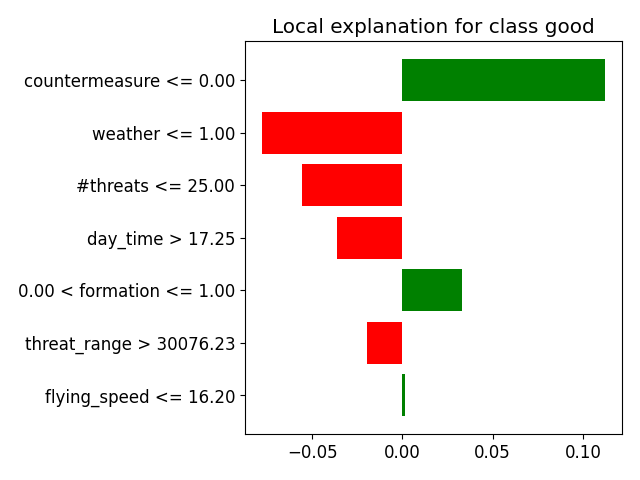 Local explanation for class good
countermeasure <= 0.00
weather <= 1.00
#threats <= 25.00
day_time > 17.25
0.00 < formation <= 1.00
threat_range > 30076.23
flying_speed <= 16.20
−0.05 0.00 0.05 0.10